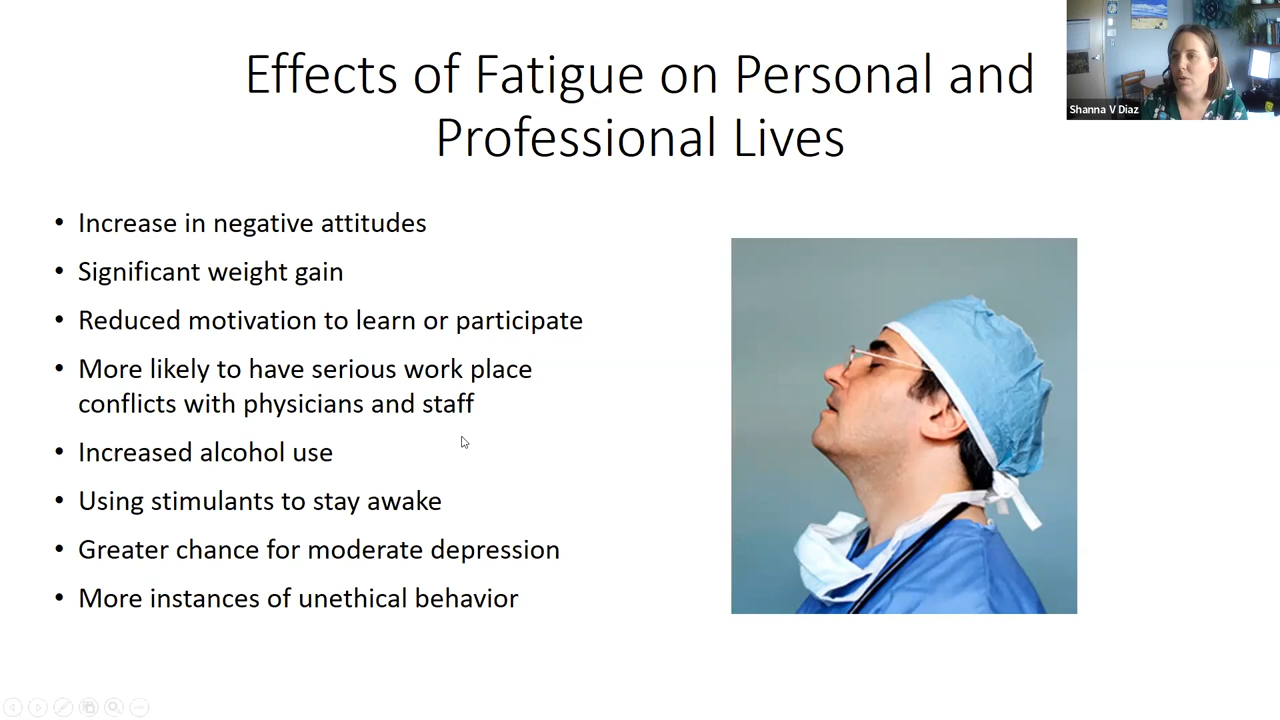 Effects of Fatigue on Personal and
Professional Lives
Shanna V Diaz
• Increase in negative attitudes
• Significant weight gain
• Reduced motivation to learn or participate
• More likely to have serious work place
conflicts with physicians and staff
• Increased alcohol use
• Using stimulants to stay awake
• Greater chance for moderate depression
• More instances of unethical behavior